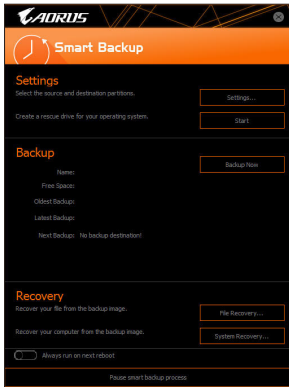 AORUS
Smart Backup
Settings
Select the source and destination partitions.
Settings...
Create a rescue drive for your operating system.
Start
Backup
Backup Now
Name:
Free Space:
Oldest Backup:
Latest Backup:
Next Backup: No backup destination!
Recovery
Recover your file from the backup image.
File Recovery...
Recover your computer from the backup image.
System Recovery...
Always run on next reboot
Pause smart backup process